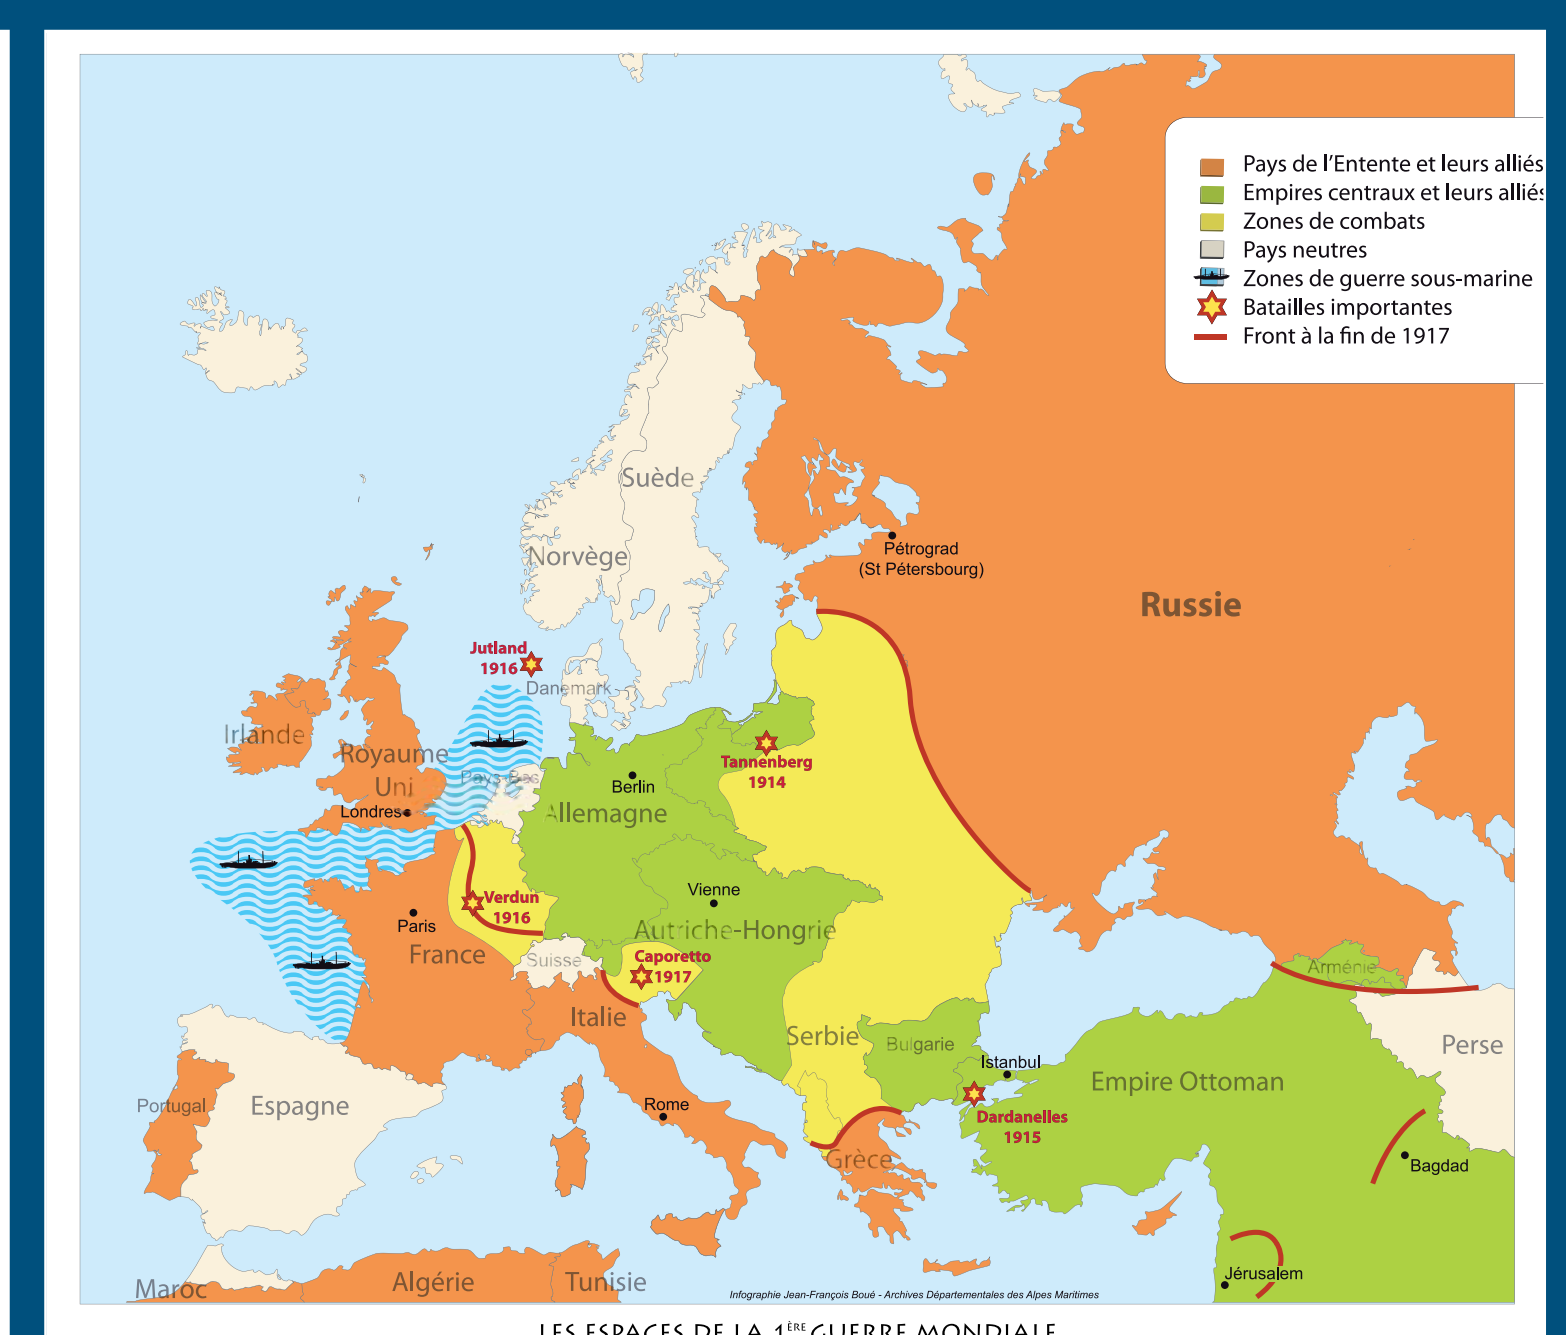 Pays de l'Entente et leurs alliés
Empires centraux et leurs alliés
Zones de combats
Pays neutres
Zones de guerre sous-marine
Batailles importantes
Front à la fin de 1917
Suède
Norvège
Pétrograd
(St Pétersbourg)
Russie
Jutland
1916
Danemark
Irlande
Royaume
Uni
Londres
Pays-Bas
Berlin
Allemagne
Tannenberg
1914
Verdun
1916
Paris
France
Vienne
Autriche-Hongrie
Suisse
Caporetto
1917
Italie
Serbie
Bulgarie
Istanbul
Arménie
Perse
Empire Ottoman
Dardanelles
1915
Portugal
Espagne
Rome
Grèce
Bagdad
Jérusalem
Maroc
Algérie
Tunisie
Infographie Jean-François Boué - Archives Départementales des Alpes Maritimes
LES ESPACES DE LA 1ÈRE GUERRE MONDIALE